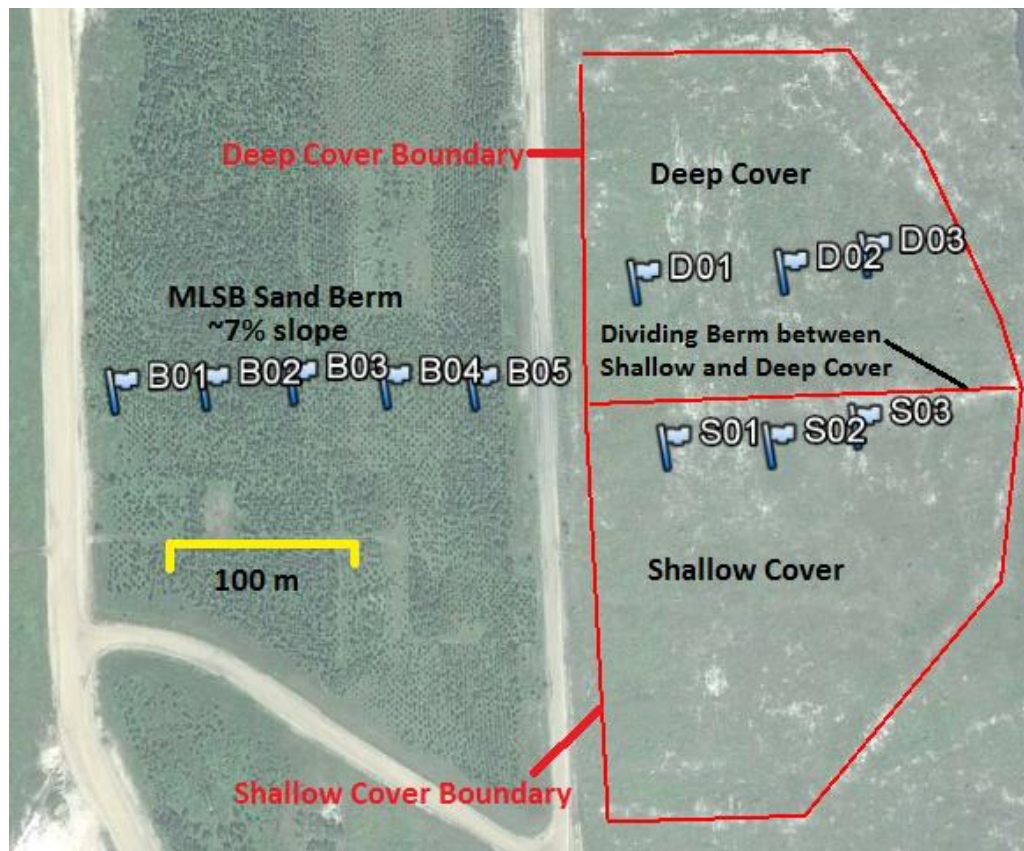 Deep Cover Boundary
Deep Cover
D01
D02
D03
MLSB Sand Berm
~7% slope
Dividing Berm between
Shallow and Deep Cover
B01
B02
B03
B04
B05
S01
S02
S03
100 m
Shallow Cover
Shallow Cover Boundary